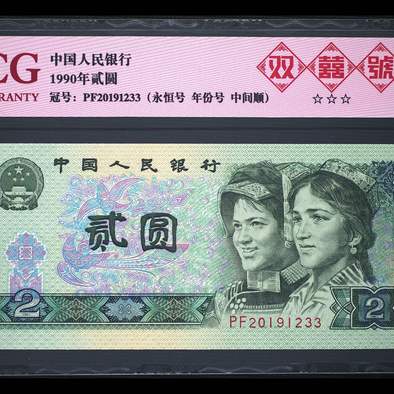 CG
RRANTY
中国人民银行
1990年贰圆
冠号：PF20191233（永恒号 年份号 中间顺）
双囍號
☆☆☆
中国人民银行
贰圆
2
2
PF20191233